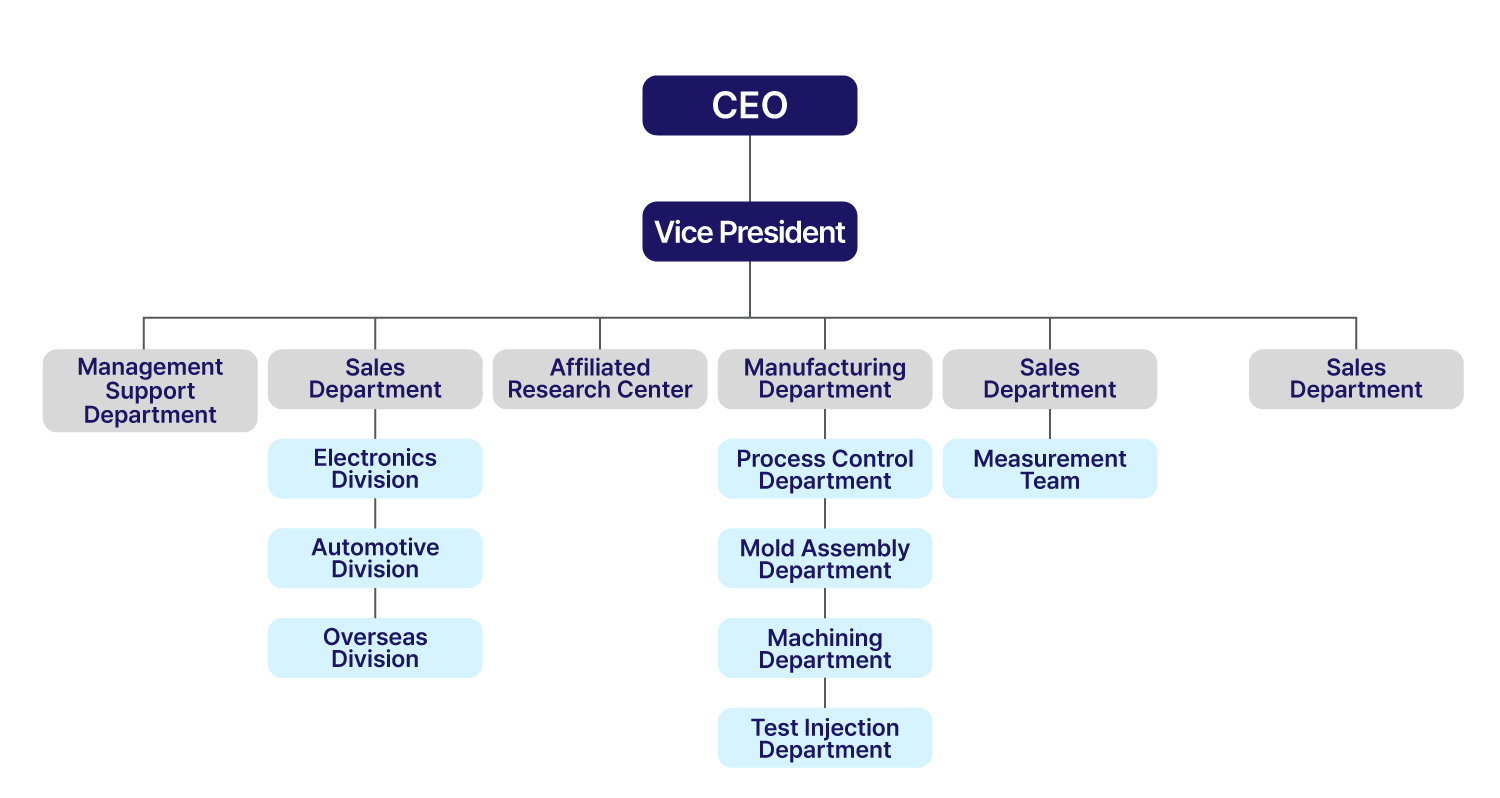 CEO
Vice President
Management
Support
Department
Sales
Department
Affiliated
Research Center
Manufacturing
Department
Sales
Department
Sales
Department
Electronics
Division
Process Control
Department
Measurement
Team
Automotive
Division
Mold Assembly
Department
Overseas
Division
Machining
Department
Test Injection
Department